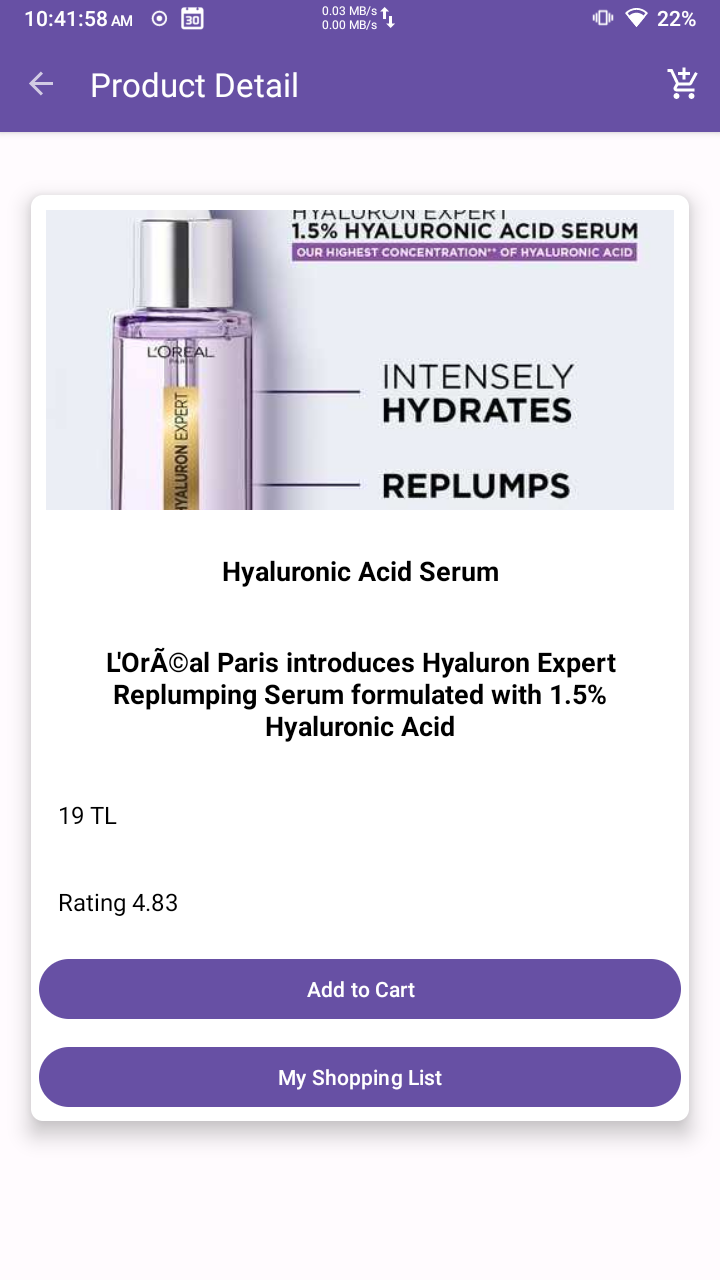 10:41:58 AM
30
0.03 MB/s
0.00 MB/s
22%
Product Detail
HYALURON EXPERT
1.5% HYALURONIC ACID SERUM
OUR HIGHEST CONCENTRATION** OF HYALURONIC ACID
L'ORÉAL
PARIS
HYALURON EXPERT
INTENSELY
HYDRATES
REPLUMPS
Hyaluronic Acid Serum
L'OrÃ©al Paris introduces Hyaluron Expert
Replumping Serum formulated with 1.5%
Hyaluronic Acid
19 TL
Rating 4.83
Add to Cart
My Shopping List